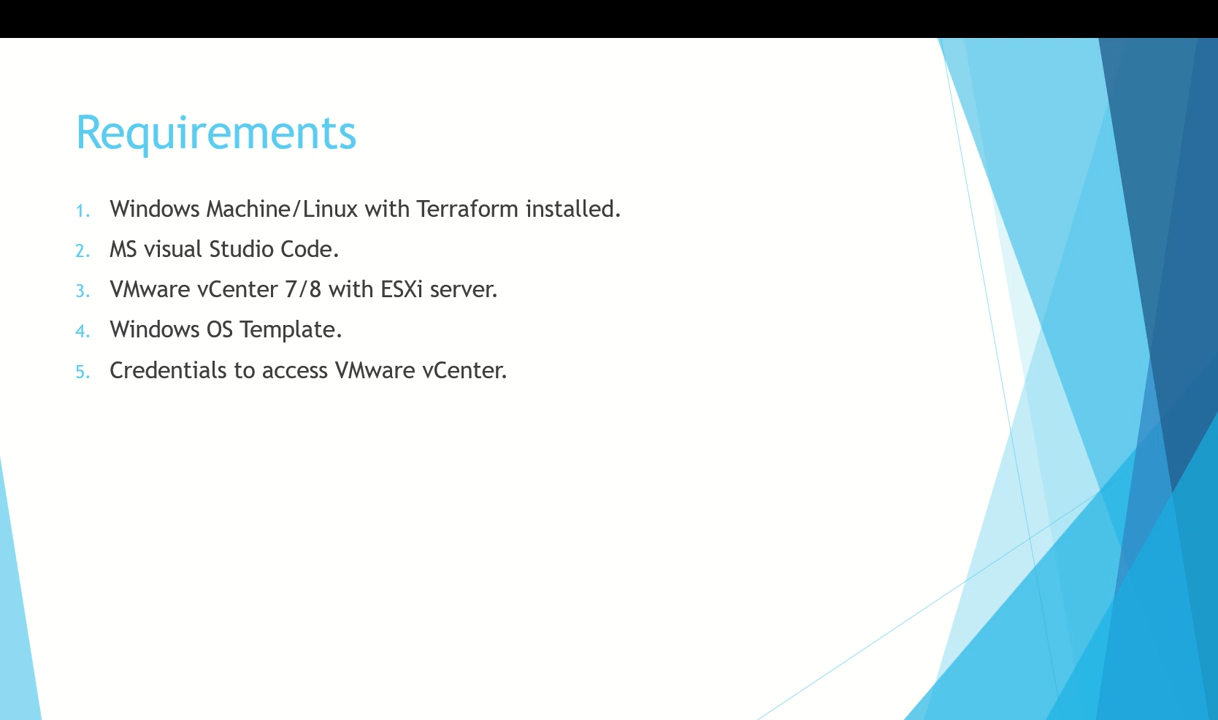 Requirements
1. Windows Machine/Linux with Terraform installed.
2. MS visual Studio Code.
3. VMware vCenter 7/8 with ESXi server.
4. Windows OS Template.
5. Credentials to access VMware vCenter.